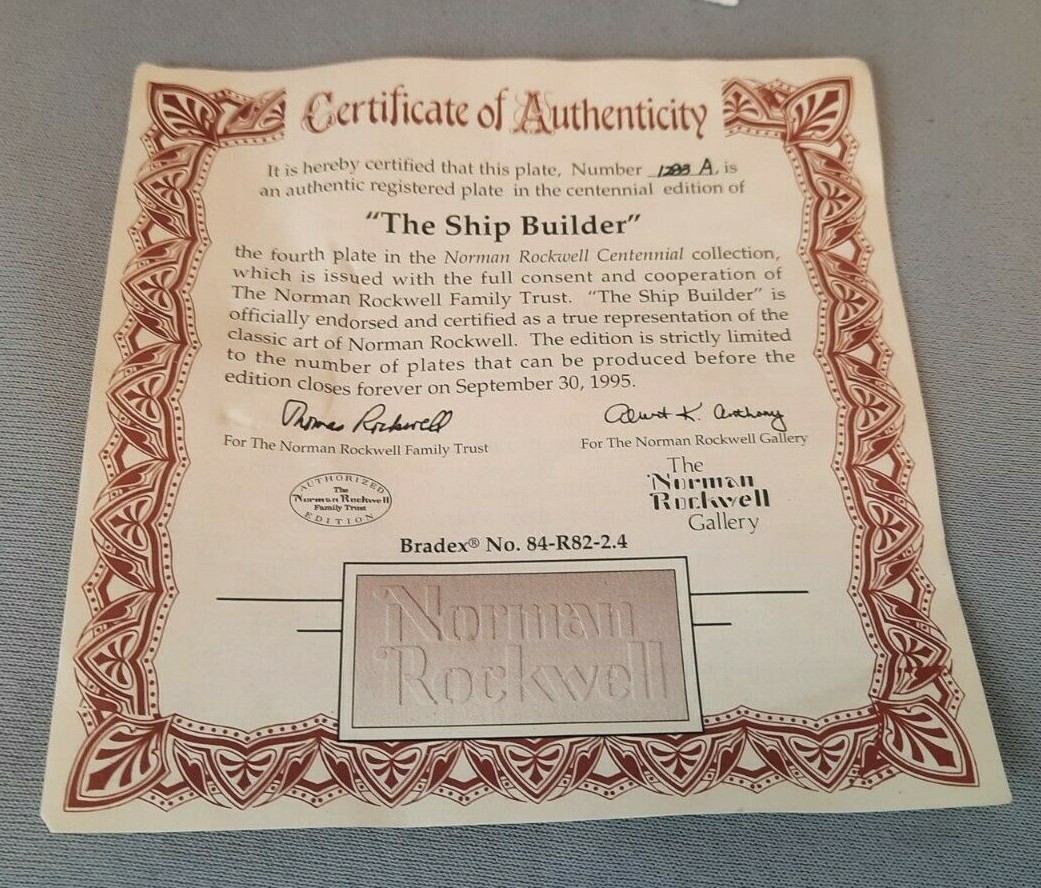 Certificate of Authenticity
It is hereby certified that this plate, Number A, is
an authentic registered plate in the centennial edition of
"The Ship Builder"
the fourth plate in the Norman Rockwell Centennial collection,
which is issued with the full consent and cooperation of
The Norman Rockwell Family Trust. "The Ship Builder" is
officially endorsed and certified as a true representation of the
classic art of Norman Rockwell. The edition is strictly limited
to the number of plates that can be produced before the
edition closes forever on September 30, 1995.
Thomas Rockwell
K. Anthony
For The Norman Rockwell Family Trust
For The Norman Rockwell Gallery
AUTHORIZED
The
Norman Rockwell
Family Trust
EDITION
The
Norman
Rockwell
Gallery
Bradex® No. 84-R82-2.4
Norman
Rockwell